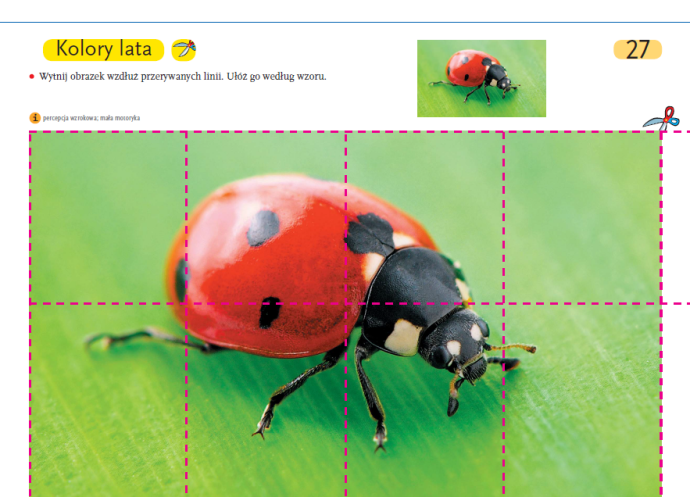 Kolory lata
27
Wytnij obrazek wzdłuż przerywanych linii. Ułóż go według wzoru.
i percepcja wzrokowa; mała motoryka